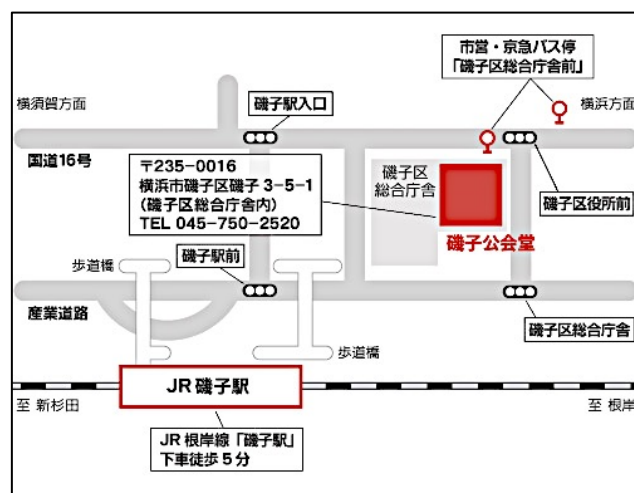 市営・京急バス停
「磯子区総合庁舎前」
横須賀方面
磯子駅入口
横浜方面
国道16号
〒235-0016
横浜市磯子区磯子 3-5-1
(磯子区総合庁舎内)
TEL 045-750-2520
磯子区
総合庁舎
磯子区役所前
磯子公会堂
歩道橋
磯子駅前
産業道路
磯子区総合庁舎
歩道橋
JR 磯子駅
至 新杉田
至 根岸
JR 根岸線「磯子駅」
下車徒歩 5 分